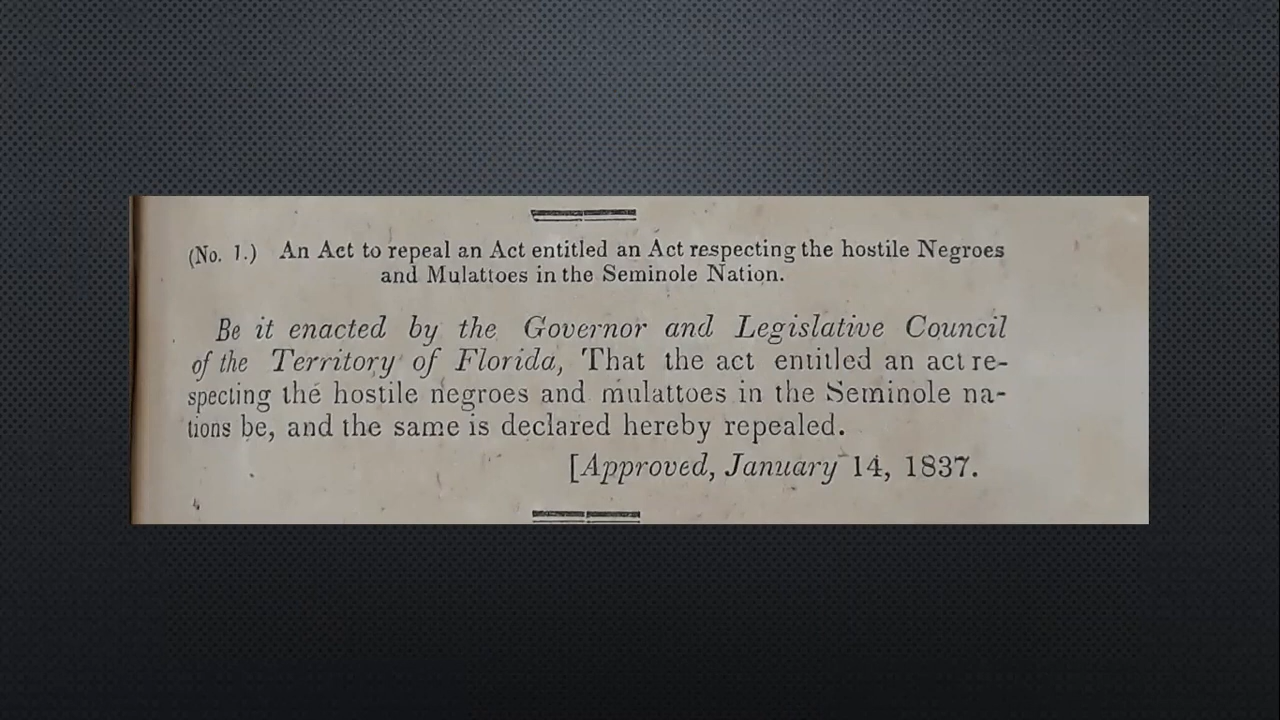 (No. 1.) An Act to repeal an Act entitled an Act respecting the hostile Negroes
and Mulattoes in the Seminole Nation.
Be it enacted by the Governor and Legislative Council
of the Territory of Florida, That the act entitled an act re-
specting the hostile negroes and mulattoes in the Seminole na-
tions be, and the same is declared hereby repealed.
[Approved, January 14, 1837.